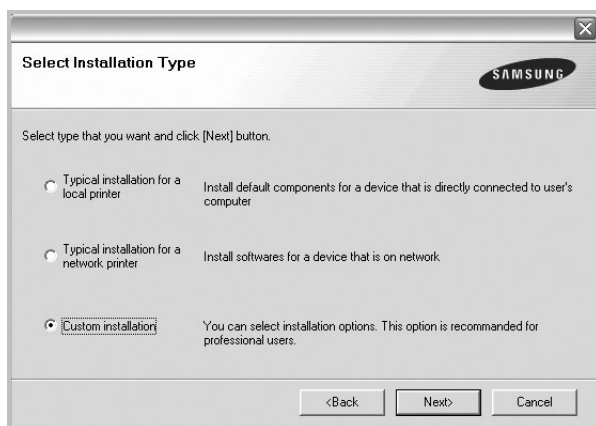 Select Installation Type
SAMSUNG
Select type that you want and click [Next] button.
Typical installation for a
local printer
Install default components for a device that is directly connected to user's
computer
Typical installation for a
network printer
Install softwares for a device that is on network
Custom installation
You can select installation options. This option is recommanded for
professional users.
<Back
Next>
Cancel